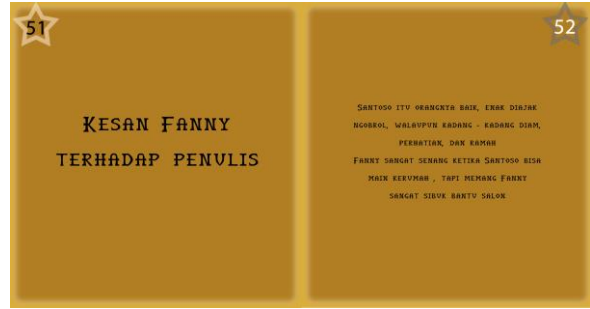 51
Kesan Fanny
terhadap penulis
52
Santoso itu orangnya baik, enak diajak
ngobrol, walaupun kadang - kadang diam,
perhatian, dan ramah
Fanny sangat senang ketika Santoso bisa
main kerumah , tapi memang Fanny
sangat sibuk bantu salon